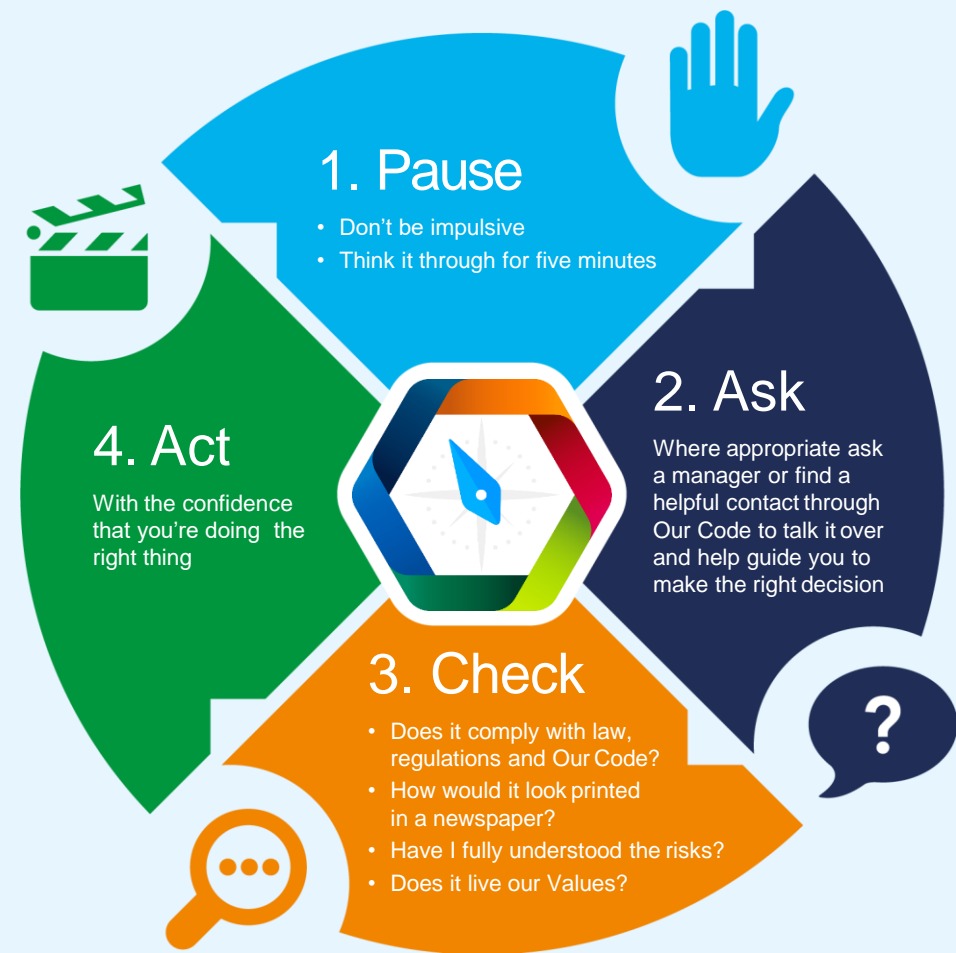 1. Pause
• Don't be impulsive
• Think it through for five minutes
2. Ask
Where appropriate ask
a manager or find a
helpful contact through
Our Code to talk it over
and help guide you to
make the right decision
?
3. Check
• Does it comply with law,
regulations and Our Code?
• How would it look printed
in a newspaper?
• Have I fully understood the risks?
• Does it live our Values?
4. Act
With the confidence
that you're doing the
right thing